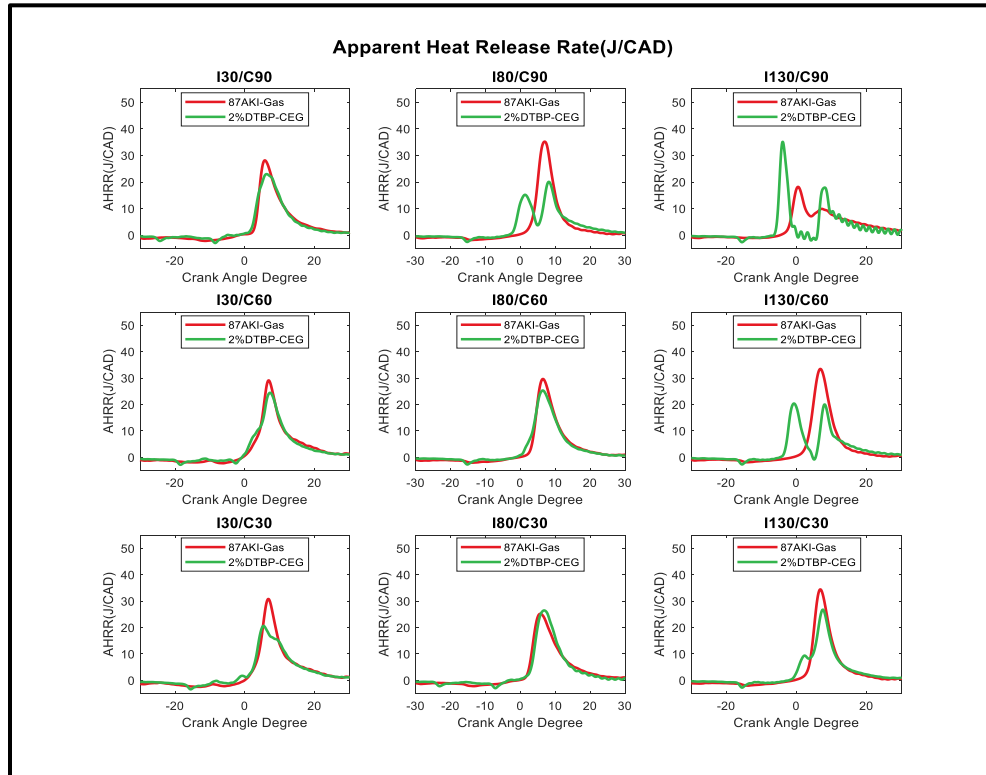 Apparent Heat Release Rate(J/CAD)
I30/C90
I80/C90
I130/C90
50
40
30
20
10
0
AHRR(J/CAD)
87AKI-Gas
2%DTBP-CEG
-20
0
20
Crank Angle Degree
50
40
30
20
10
0
AHRR(J/CAD)
87AKI-Gas
2%DTBP-CEG
-30 -20 -10 0 10 20 30
Crank Angle Degree
50
40
30
20
10
0
AHRR(J/CAD)
87AKI-Gas
2%DTBP-CEG
-20
0
20
Crank Angle Degree
I30/C60
I80/C60
I130/C60
50
40
30
20
10
0
AHRR(J/CAD)
87AKI-Gas
2%DTBP-CEG
-20
0
20
Crank Angle Degree
50
40
30
20
10
0
AHRR(J/CAD)
87AKI-Gas
2%DTBP-CEG
-30 -20 -10 0 10 20 30
Crank Angle Degree
50
40
30
20
10
0
AHRR(J/CAD)
87AKI-Gas
2%DTBP-CEG
-20
0
20
Crank Angle Degree
I30/C30
I80/C30
I130/C30
50
40
30
20
10
0
AHRR(J/CAD)
87AKI-Gas
2%DTBP-CEG
-20
0
20
Crank Angle Degree
50
40
30
20
10
0
AHRR(J/CAD)
87AKI-Gas
2%DTBP-CEG
-30 -20 -10 0 10 20 30
Crank Angle Degree
50
40
30
20
10
0
AHRR(J/CAD)
87AKI-Gas
2%DTBP-CEG
-20
0
20
Crank Angle Degree